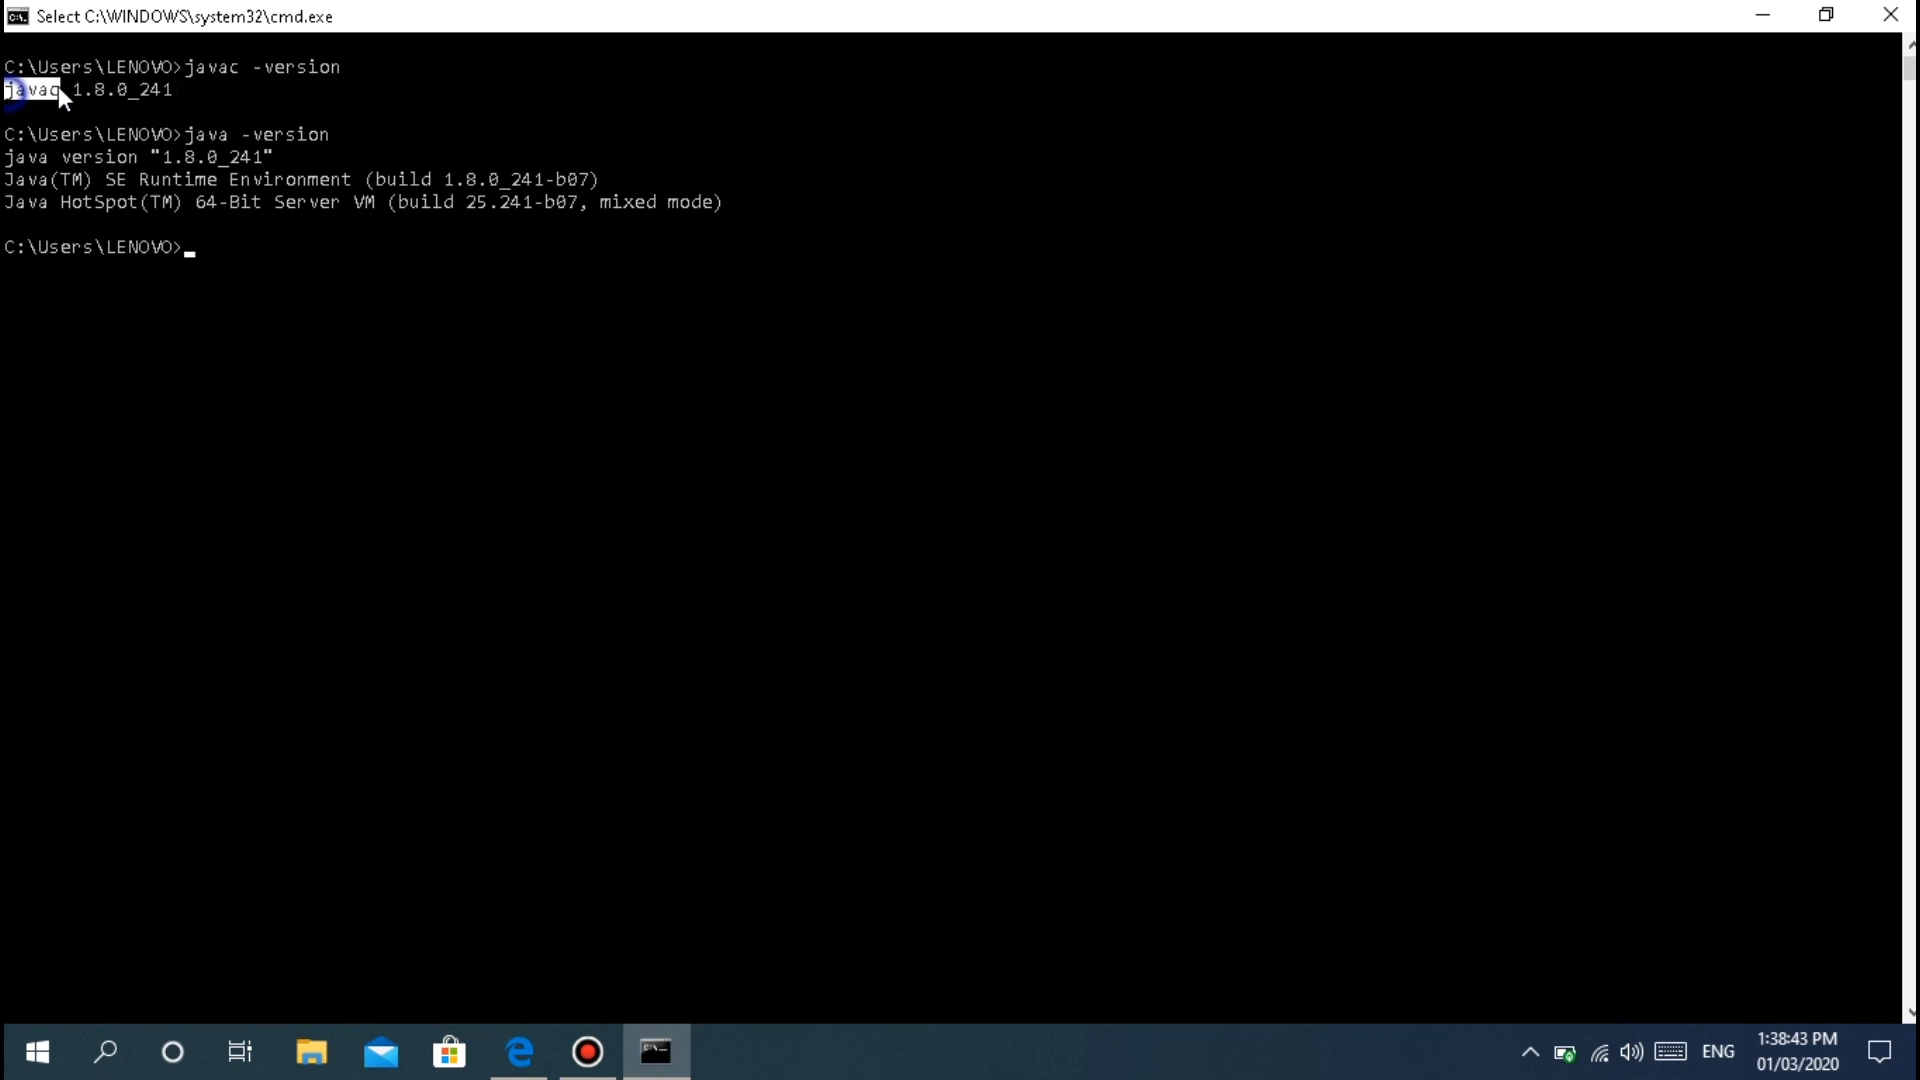 Select C:\WINDOWS\system32\cmd.exe
C:\Users\LENOVO>javac -version
javac 1.8.0_241
C:\Users\LENOVO>java -version
java version "1.8.0_241"
Java(TM) SE Runtime Environment (build 1.8.0_241-b07)
Java HotSpot(TM) 64-Bit Server VM (build 25.241-b07, mixed mode)
C:\Users\LENOVO>
ENG
1:38:43 PM
01/03/2020